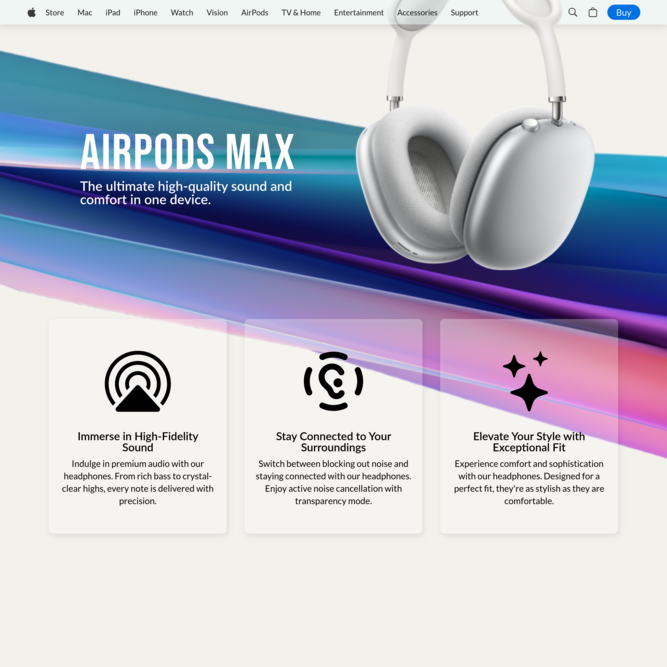 Store Mac iPad iPhone Watch Vision AirPods TV & Home Entertainment Accessories Support Buy
AIRPODS MAX
The ultimate high-quality sound and
comfort in one device.
Immerse in High-Fidelity
Sound
Indulge in premium audio with our
headphones. From rich bass to crystal-
clear highs, every note is delivered with
precision.
Stay Connected to Your
Surroundings
Switch between blocking out noise and
staying connected with our headphones.
Enjoy active noise cancellation with
transparency mode.
Elevate Your Style with
Exceptional Fit
Experience comfort and sophistication
with our headphones. Designed for a
perfect fit, they're as stylish as they are
comfortable.